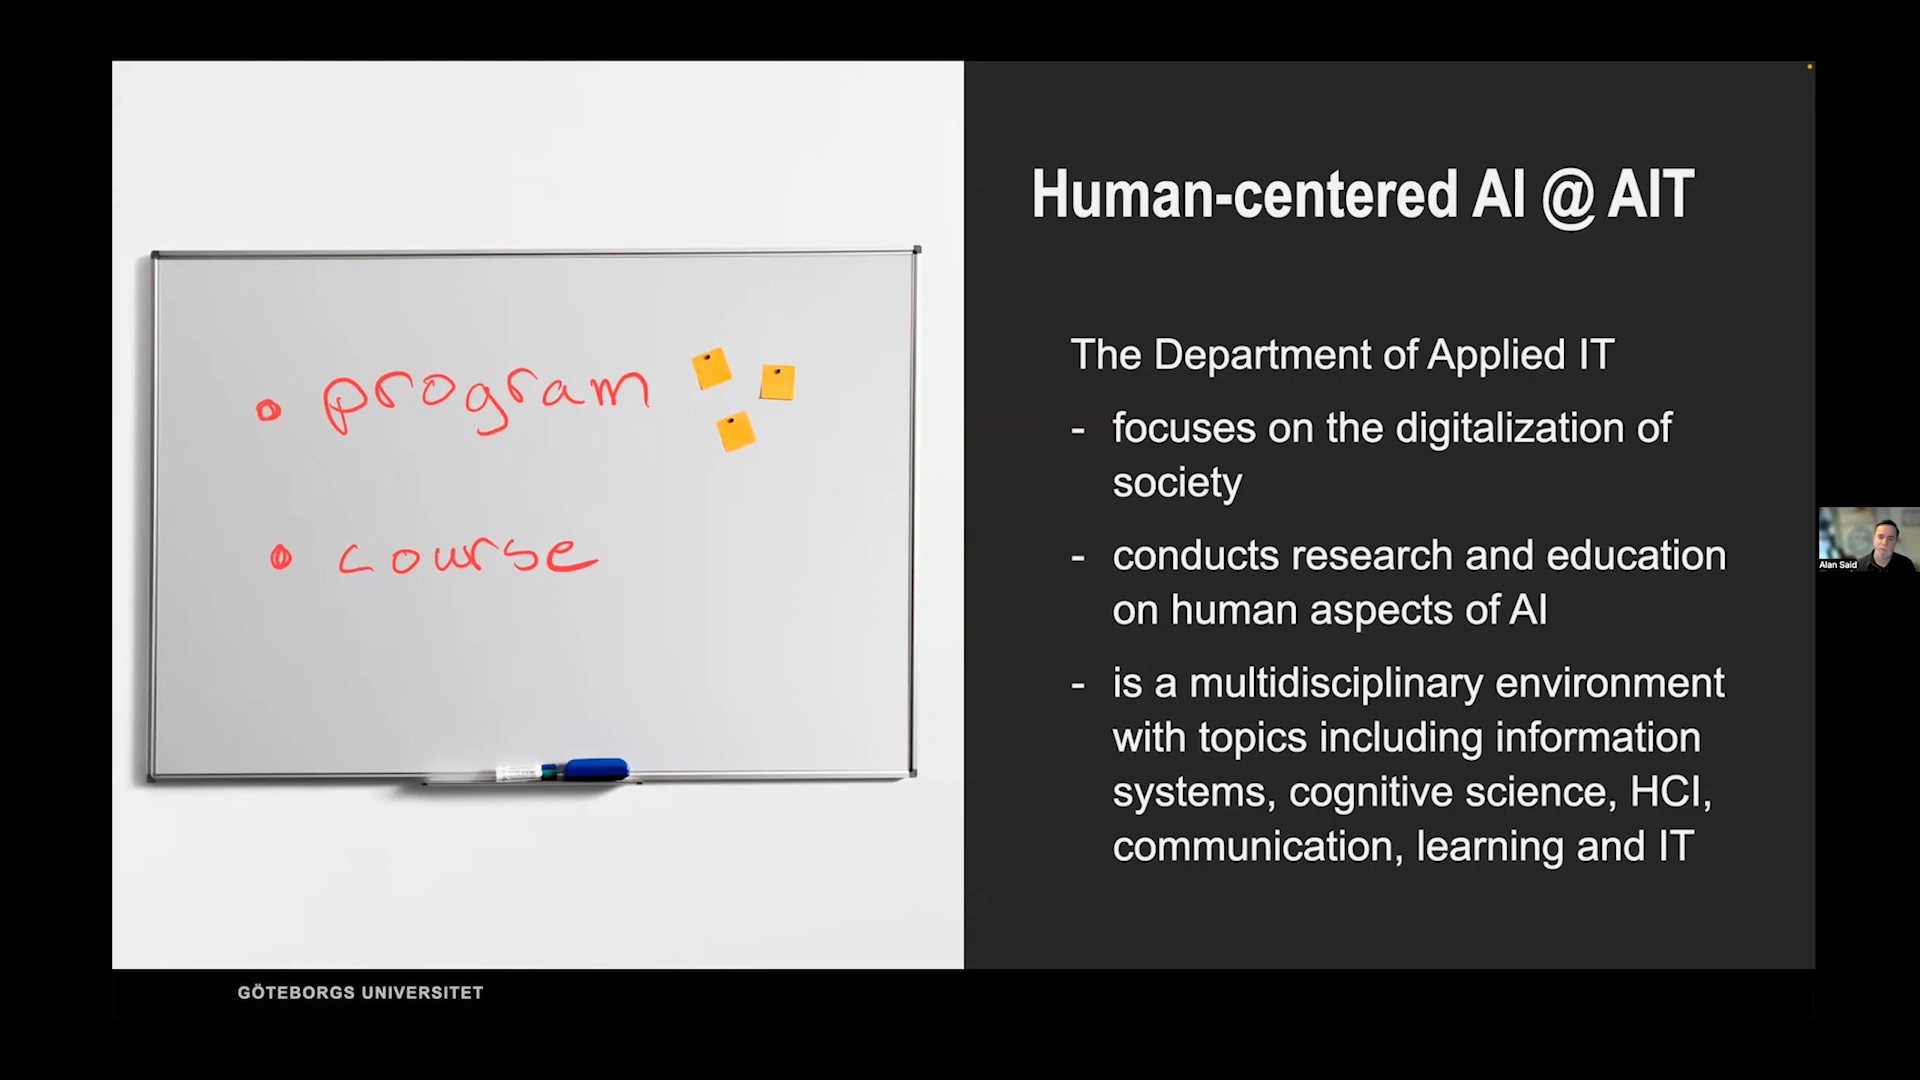 Human-centered AI @ AIT
• program
• course
The Department of Applied IT
- focuses on the digitalization of
society
- conducts research and education
on human aspects of AI
- is a multidisciplinary environment
with topics including information
systems, cognitive science, HCI,
communication, learning and IT
Alan Said
GÖTEBORGS UNIVERSITET